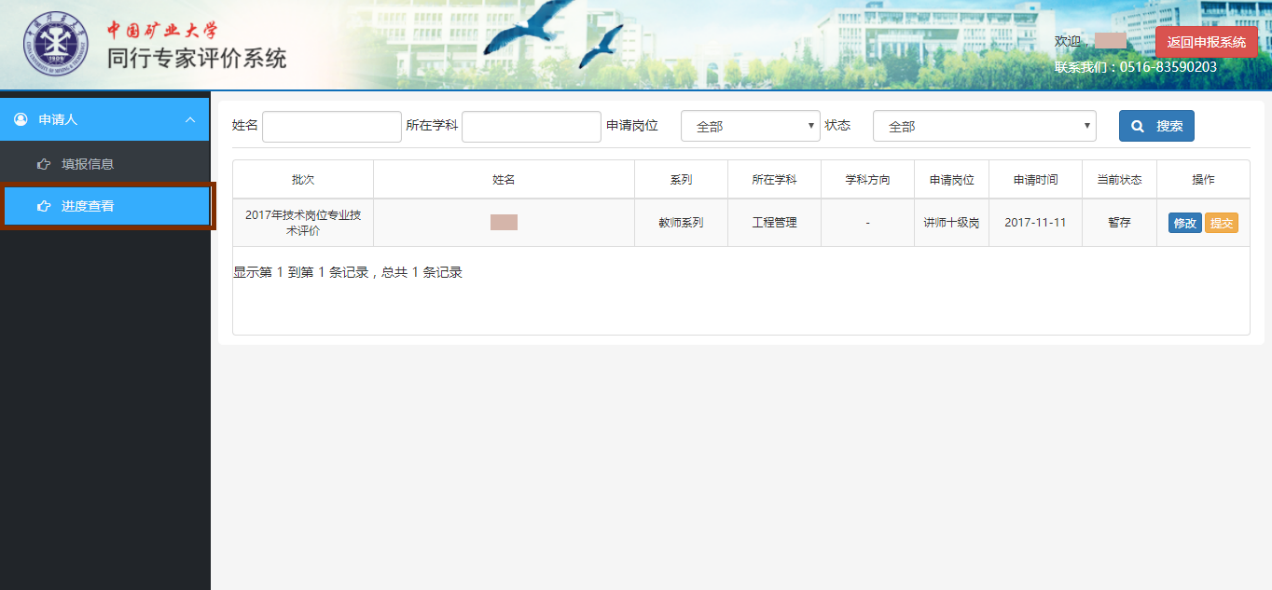 中国矿业大学
同行专家评价系统
欢迎
返回申报系统
联系我们：0516-83590203
申请人
填报信息
进度查看
姓名 所在学科 申请岗位 全部 状态 全部 搜索
批次 姓名 系列 所在学科 学科方向 申请岗位 申请时间 当前状态 操作
2017年技术岗位专业技
术评价
教师系列 工程管理 - 讲师十级岗 2017-11-11 暂存 修改 提交
显示第 1 到第 1 条记录，总共 1 条记录